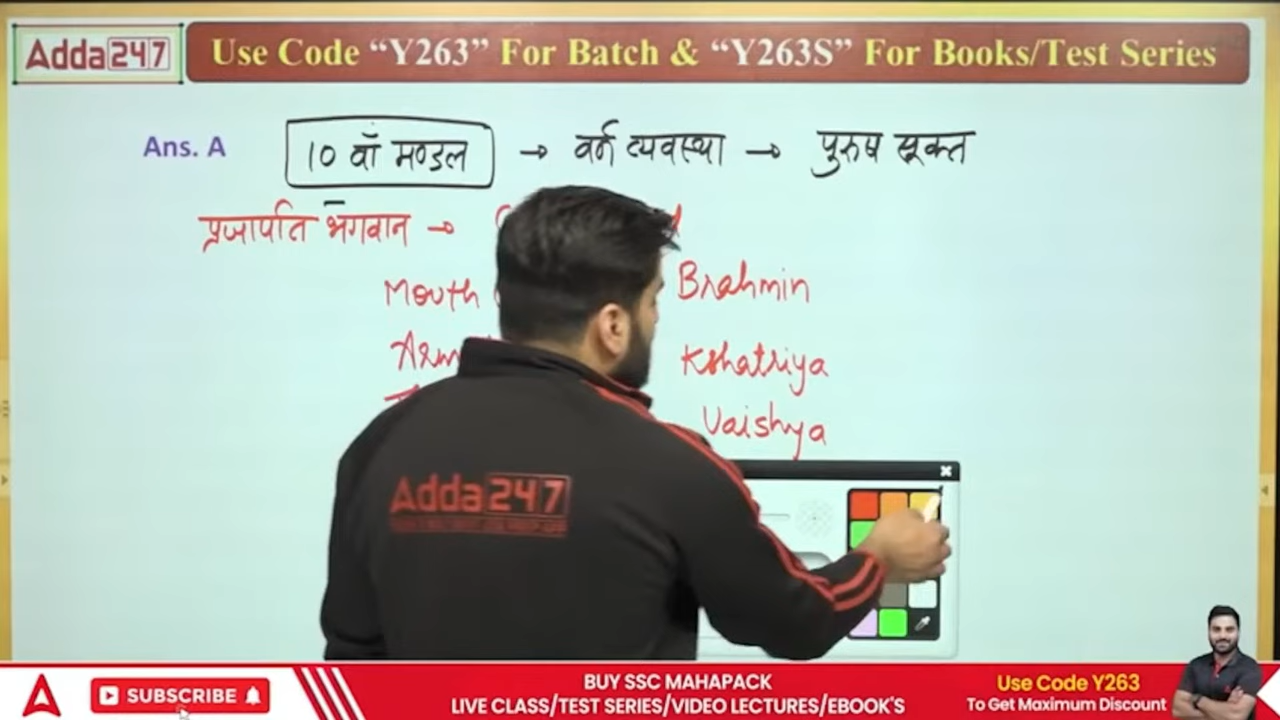 Adda247
Use Code “Y263” For Batch & “Y263S” For Books/Test Series
Ans. A
10 वाँ मण्डल → वर्ण व्यवस्था → पुरुष सूक्त
प्रजापति भगवान →
Mouth Brahmin
Kshatriya
Vaishya
Adda247
SUBSCRIBE
BUY SSC MAHAPACK
LIVE CLASS/TEST SERIES/VIDEO LECTURES/EBOOK'S
Use Code Y263
To Get Maximum Discount